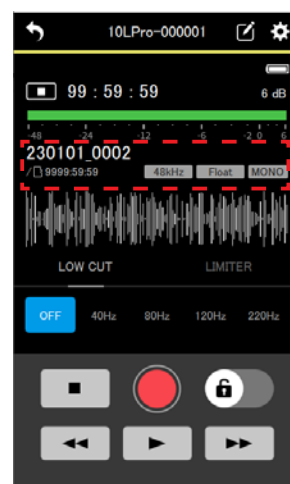 10LPro-000001
99 : 59 : 59
6 dB
-48 -24 -12 -6 -2 0 6
230101_0002
/ 9999:59:59 48kHz Float MONO
LOW CUT LIMITER
OFF 40Hz 80Hz 120Hz 220Hz